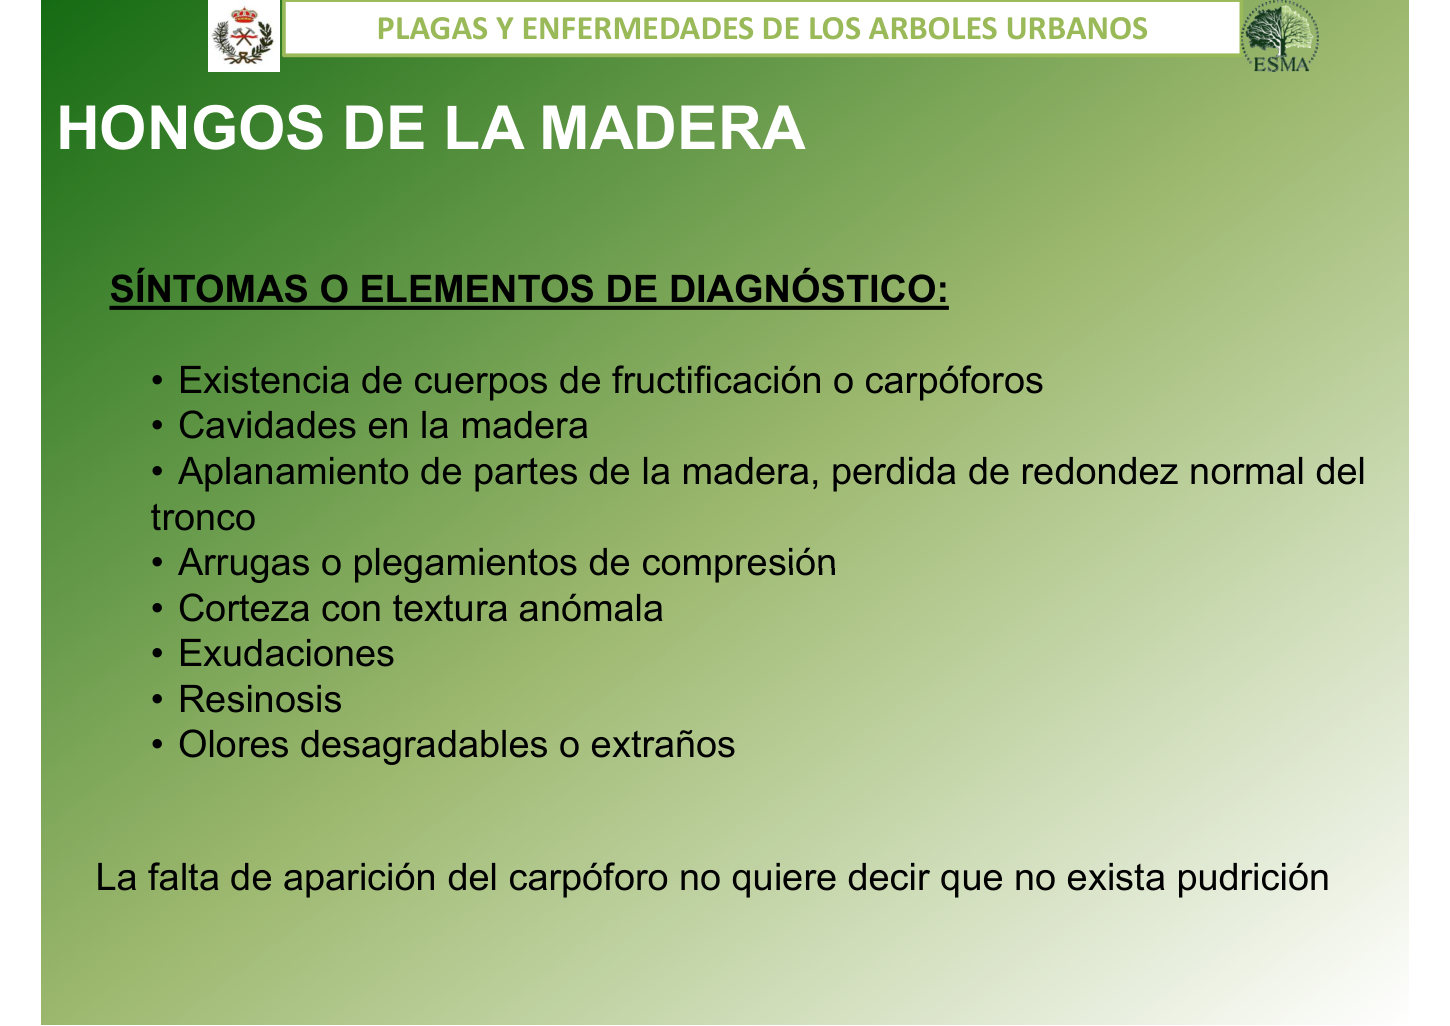 PLAGAS Y ENFERMEDADES DE LOS ARBOLES URBANOS
ESMA
HONGOS DE LA MADERA
SÍNTOMAS O ELEMENTOS DE DIAGNÓSTICO:
• Existencia de cuerpos de fructificación o carpóforos
• Cavidades en la madera
• Aplanamiento de partes de la madera, perdida de redondez normal del
tronco
• Arrugas o plegamientos de compresión
• Corteza con textura anómala
• Exudaciones
• Resinosis
• Olores desagradables o extraños
La falta de aparición del carpóforo no quiere decir que no exista pudrición